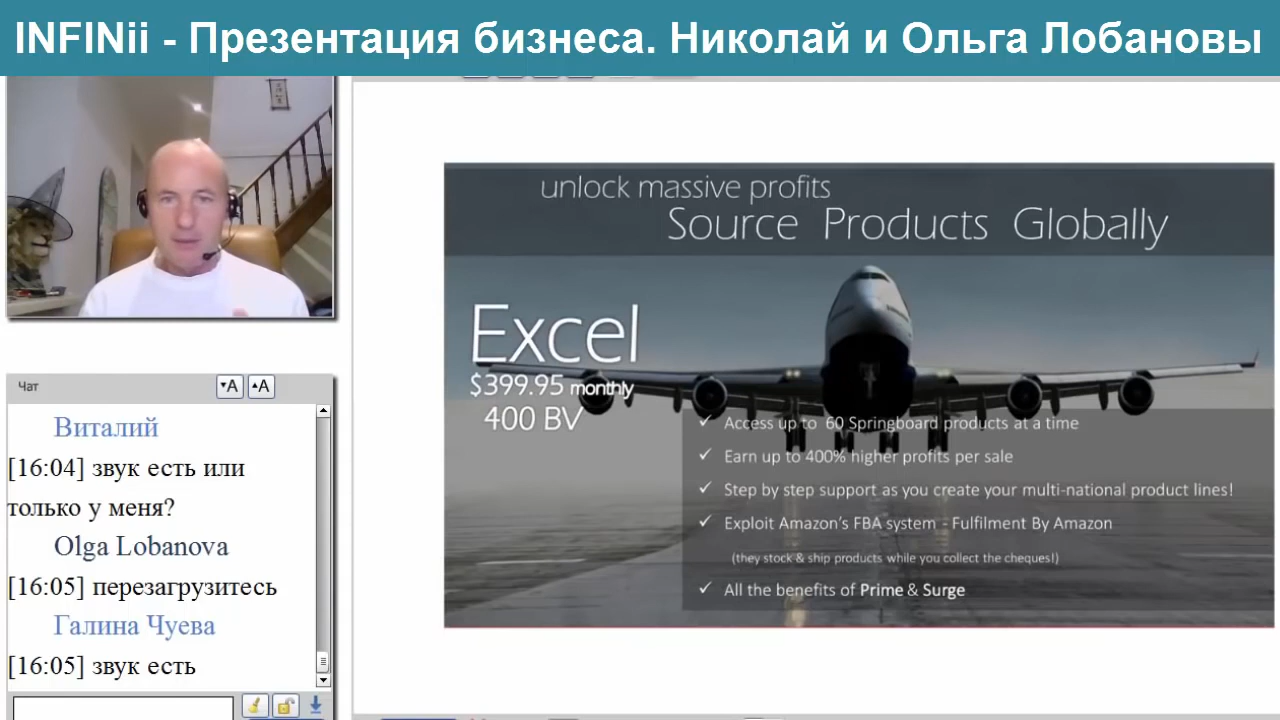 INFINii - Презентация бизнеса. Николай и Ольга Лобановы
unlock massive profits
Source Products Globally
Excel
$399.95 monthly
400 BV
✓ Access up to 60 Springboard products at a time
✓ Earn up to 400% higher profits per sale
✓ Step by step support as you create your multi-national product lines!
✓ Exploit Amazon's FBA system - Fulfilment By Amazon
(they stock & ship products while you collect the cheques!)
✓ All the benefits of Prime & Surge
Чат
▾A ▴A
Виталий
[16:04] звук есть или
только у меня?
Olga Lobanova
[16:05] перезагрузитесь
Галина Чуева
[16:05] звук есть